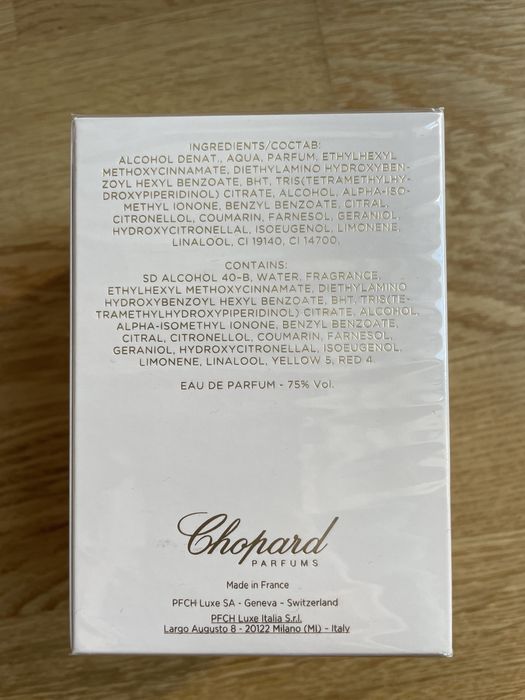 INGREDIENTS/COCTAB:
ALCOHOL DENAT., AQUA, PARFUM, ETHYLHEXYL
METHOXYCINNAMATE, DIETHYLAMINO HYDROXYBEN-
ZOYL HEXYL BENZOATE, BHT, TRIS(TETRAMETHYLHY-
DROXYPIPERIDINOL) CITRATE, ALCOHOL, ALPHA-ISO-
METHYL IONONE, BENZYL BENZOATE, CITRAL,
CITRONELLOL, COUMARIN, FARNESOL, GERANIOL,
HYDROXYCITRONELLAL, ISOEUGENOL, LIMONENE,
LINALOOL, CI 19140, CI 14700.
CONTAINS:
SD ALCOHOL 40-B, WATER, FRAGRANCE,
ETHYLHEXYL METHOXYCINNAMATE, DIETHYLAMINO
HYDROXYBENZOYL HEXYL BENZOATE, BHT, TRIS(TE-
TRAMETHYLHYDROXYPIPERIDINOL) CITRATE, ALCOHOL,
ALPHA-ISOMETHYL IONONE, BENZYL BENZOATE,
CITRAL, CITRONELLOL, COUMARIN, FARNESOL,
GERANIOL, HYDROXYCITRONELLAL, ISOEUGENOL,
LIMONENE, LINALOOL, YELLOW 5, RED 4.
EAU DE PARFUM - 75% Vol.
Chopard
PARFUMS
Made in France
PFCH Luxe SA - Geneva - Switzerland
PFCH Luxe Italia S.r.l.
Largo Augusto 8 - 20122 Milano (MI) - Italy